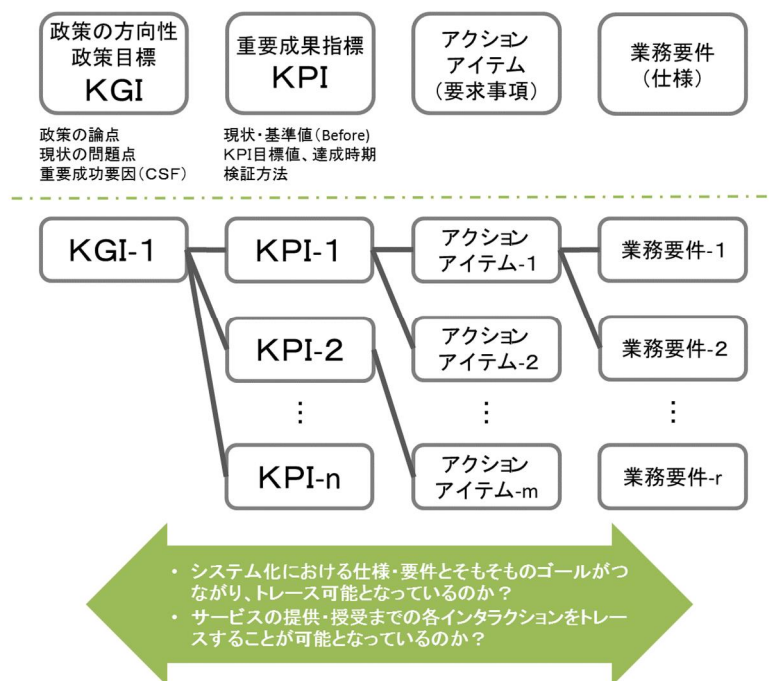 政策の方向性
政策目標
KGI
重要成果指標
KPI
アクション
アイテム
(要求事項)
業務要件
(仕様)
政策の論点
現状の問題点
重要成功要因(CSF)
現状・基準値(Before)
KPI目標値、達成時期
検証方法
KGI-1
KPI-1
アクション
アイテム-1
業務要件-1
KPI-2
アクション
アイテム-2
業務要件-2
⋮
⋮
⋮
KPI-n
アクション
アイテム-m
業務要件-r
・ システム化における仕様・要件とそもそものゴールがつ
ながり、トレース可能となっているのか?
・ サービスの提供・授受までの各インタラクションをトレー
スすることが可能となっているのか?